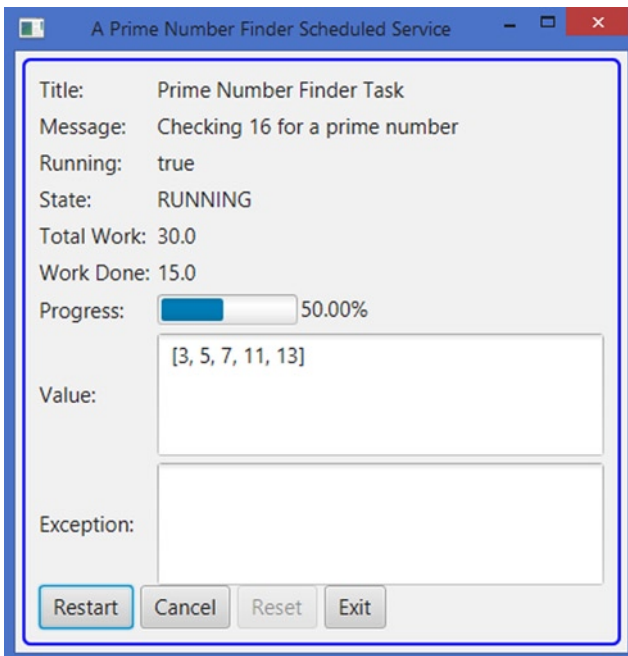 A Prime Number Finder Scheduled Service
Title: Prime Number Finder Task
Message: Checking 16 for a prime number
Running: true
State: RUNNING
Total Work: 30.0
Work Done: 15.0
Progress: 50.00%
Value: [3, 5, 7, 11, 13]
Exception:
Restart Cancel Reset Exit